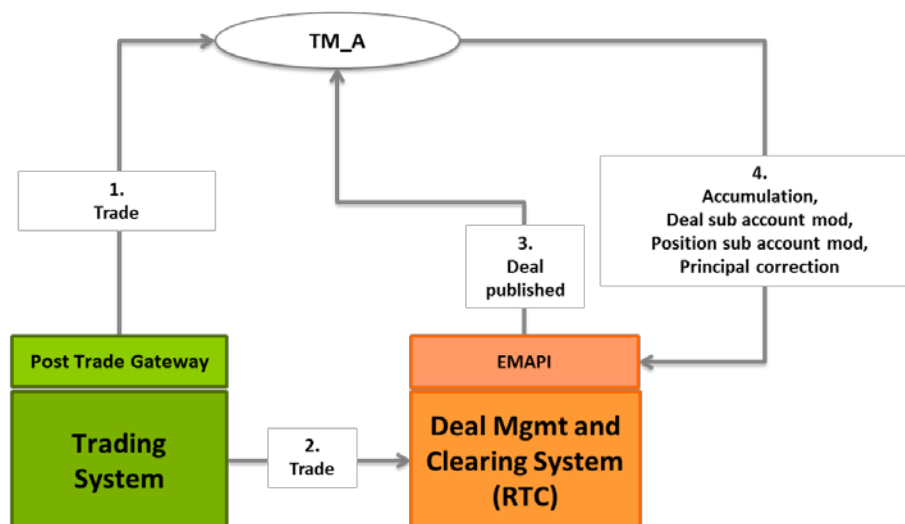 TM_A
1.
Trade
4.
Accumulation,
Deal sub account mod,
Position sub account mod,
Principal correction
3.
Deal
published
Post Trade Gateway
EMAPI
Trading
System
2.
Trade
Deal Mgmt and
Clearing System
(RTC)